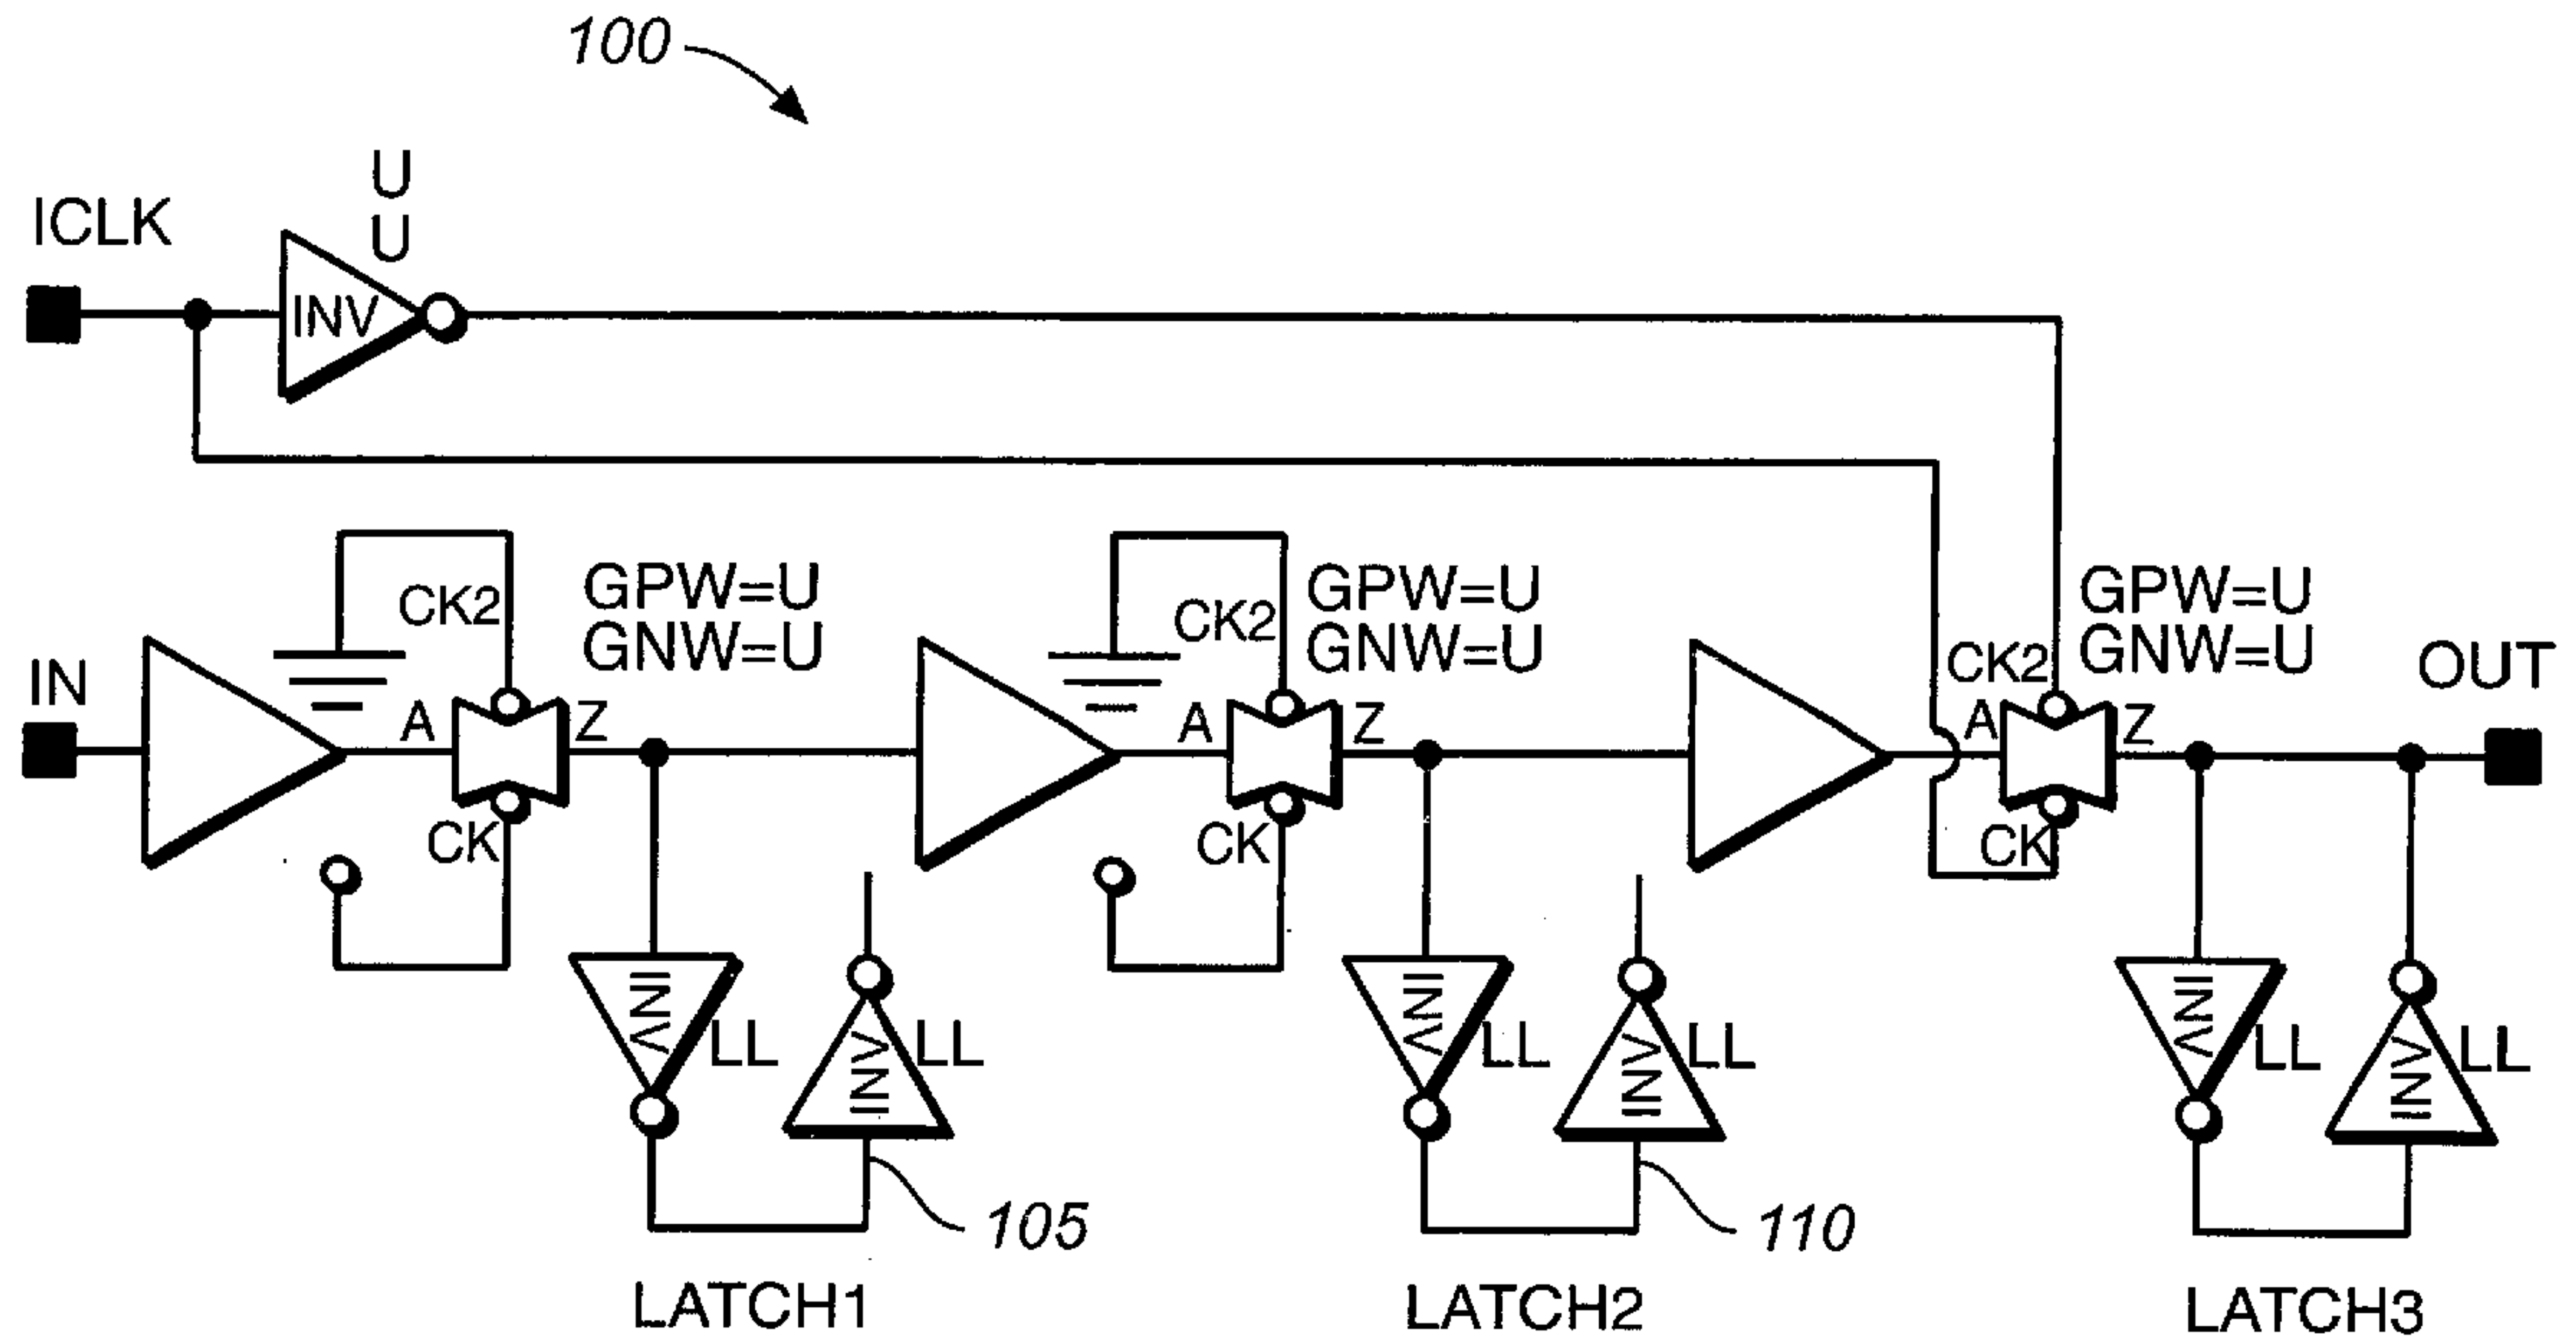 100
U
U
ICLK
INV
CK2
GPW=U
GNW=U
CK2
GPW=U
GNW=U
CK2
GPW=U
GNW=U
IN
A
Z
A
Z
A
Z
OUT
CK
CK
CK
INV
LL
INV
LL
INV
LL
INV
LL
INV
LL
INV
LL
105
110
LATCH1
LATCH2
LATCH3